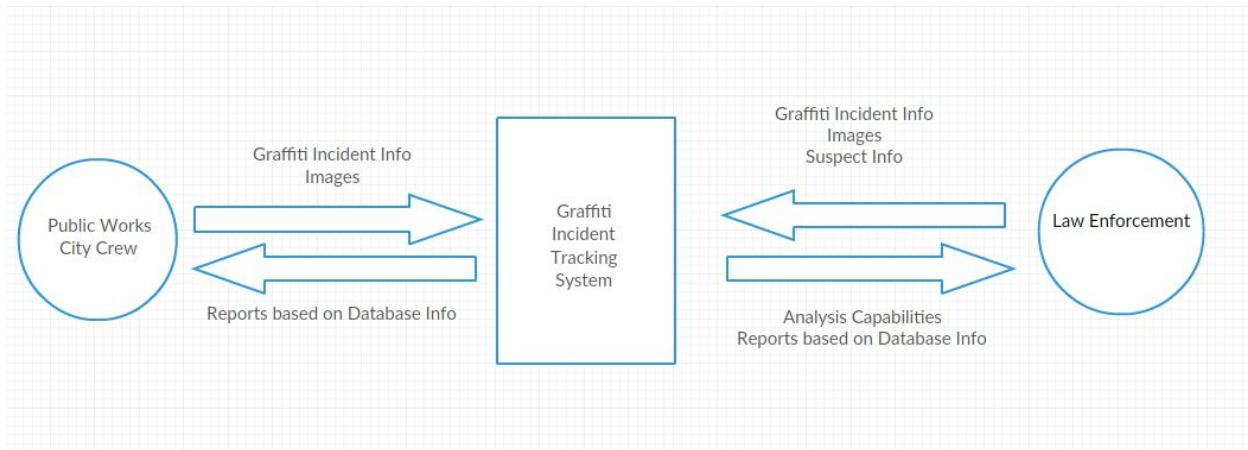 Public Works
City Crew
Graffiti Incident Info
Images
Reports based on Database Info
Graffiti
Incident
Tracking
System
Graffiti Incident Info
Images
Suspect Info
Analysis Capabilities
Reports based on Database Info
Law Enforcement